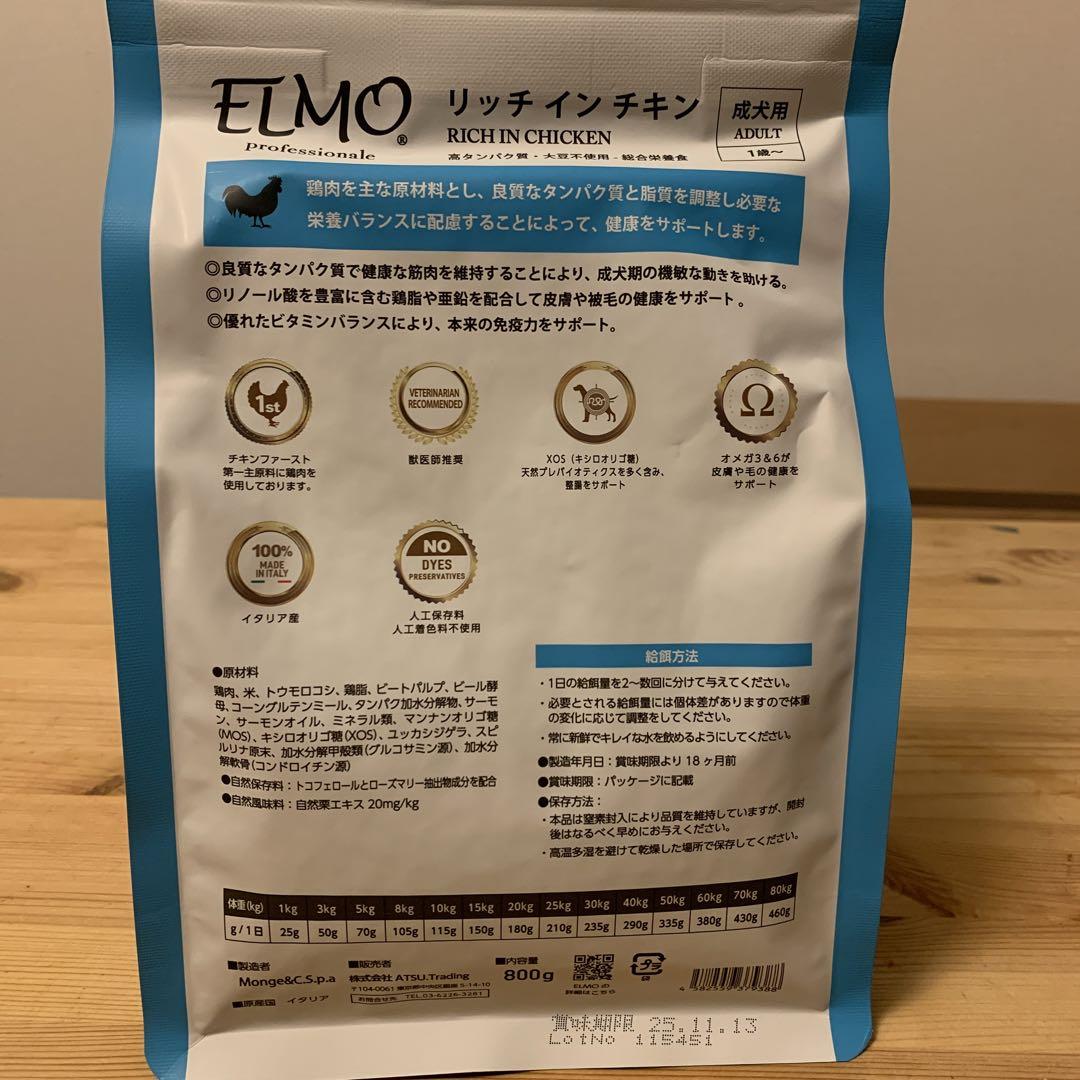 ELMO®
professionale
リッチ イン チキン
RICH IN CHICKEN
高タンパク質・大豆不使用 - 総合栄養食
成犬用
ADULT
1歳〜
鶏肉を主な原材料とし、良質なタンパク質と脂質を調整し必要な
栄養バランスに配慮することによって、健康をサポートします。
◎良質なタンパク質で健康な筋肉を維持することにより、成犬期の機敏な動きを助ける。
◎リノール酸を豊富に含む鶏脂や亜鉛を配合して皮膚や被毛の健康をサポート。
◎優れたビタミンバランスにより、本来の免疫力をサポート。
1st
チキンファースト
第一主原料に鶏肉を
使用しております。
VETERINARIAN
RECOMMENDED
獣医師推奨
XOS（キシロオリゴ糖）
天然プレバイオティクスを多く含み、
整腸をサポート
Ω
オメガ3＆6が
皮膚や毛の健康を
サポート
100%
MADE
IN ITALY
イタリア産
NO
DYES
PRESERVATIVES
人工保存料
人工着色料不使用
●原材料
鶏肉、米、トウモロコシ、鶏脂、ビートパルプ、ビール酵
母、コーングルテンミール、タンパク加水分解物、サーモ
ン、サーモンオイル、ミネラル類、マンナンオリゴ糖
(MOS)、キシロオリゴ糖(XOS)、ユッカシジゲラ、スピ
ルリナ原末、加水分解甲殻類(グルコサミン源)、加水分
解軟骨(コンドロイチン源)
●自然保存料：トコフェロールとローズマリー抽出物成分を配合
●自然風味料：自然栗エキス 20mg/kg
給餌方法
・1日の給餌量を2〜数回に分けて与えてください。
・必要とされる給餌量には個体差がありますので体重
の変化に応じて調整をしてください。
・常に新鮮でキレイな水を飲めるようにしてください。
●製造年月日：賞味期限より18ヶ月前
●賞味期限：パッケージに記載
●保存方法：
・本品は窒素封入により品質を維持していますが、開封
後はなるべく早めにお与えください。
・高温多湿を避けて乾燥した場所で保存してください。
体重(kg) 1kg 3kg 5kg 8kg 10kg 15kg 20kg 25kg 30kg 40kg 50kg 60kg 70kg 80kg
g/1日 25g 50g 70g 105g 115g 150g 180g 210g 235g 290g 335g 380g 430g 460g
■製造者
Monge&C.S.p.a
■原産国 イタリア
■販売者
株式会社 ATSU.Trading
〒104-0061 東京都中央区銀座 5-14-10
お問合せ先 TEL.03-6226-3281
■内容量
800g
ELMO の
詳細はこちら
プラ
袋
4 582559 379388
賞味期限 25.11.13
LotNo 115451